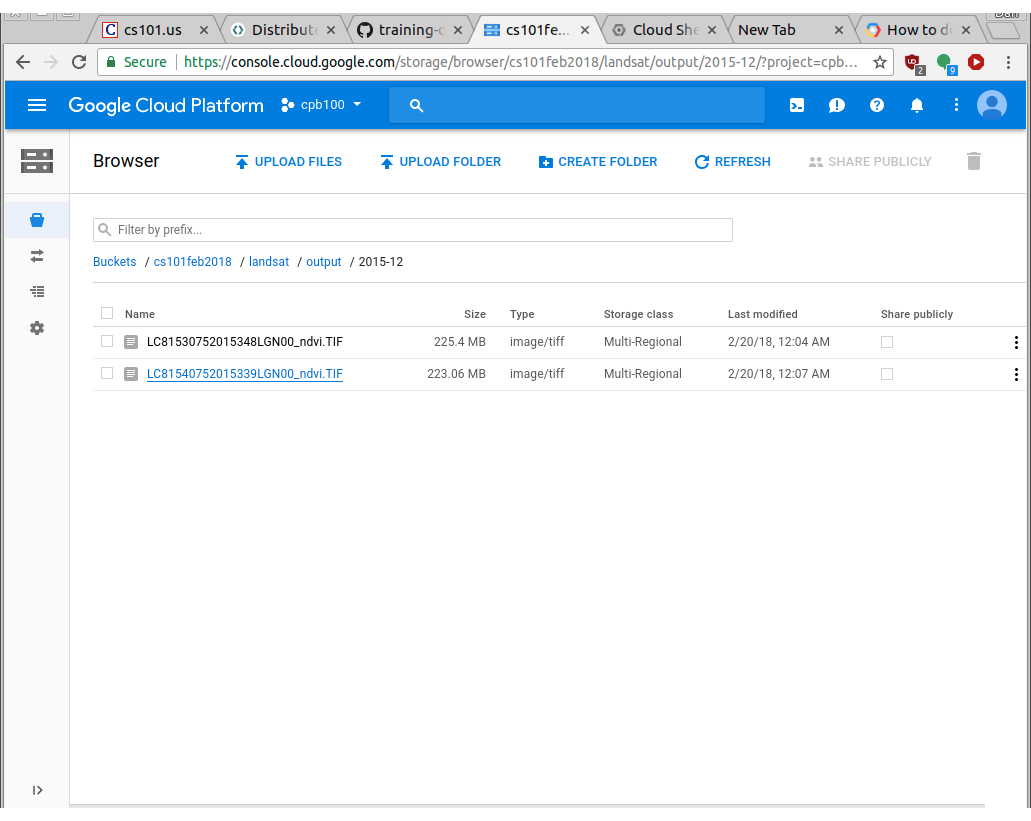 cs101.us Distribut training-d cs101fe... Cloud She New Tab How to de
Secure https://console.cloud.google.com/storage/browser/cs101feb2018/landsat/output/2015-12/?project=cpb...
2 9
Google Cloud Platform cpb100
Browser UPLOAD FILES UPLOAD FOLDER CREATE FOLDER REFRESH SHARE PUBLICLY
Filter by prefix...
Buckets / cs101feb2018 / landsat / output / 2015-12
Name Size Type Storage class Last modified Share publicly
LC81530752015348LGN00_ndvi.TIF 225.4 MB image/tiff Multi-Regional 2/20/18, 12:04 AM
LC81540752015339LGN00_ndvi.TIF 223.06 MB image/tiff Multi-Regional 2/20/18, 12:07 AM